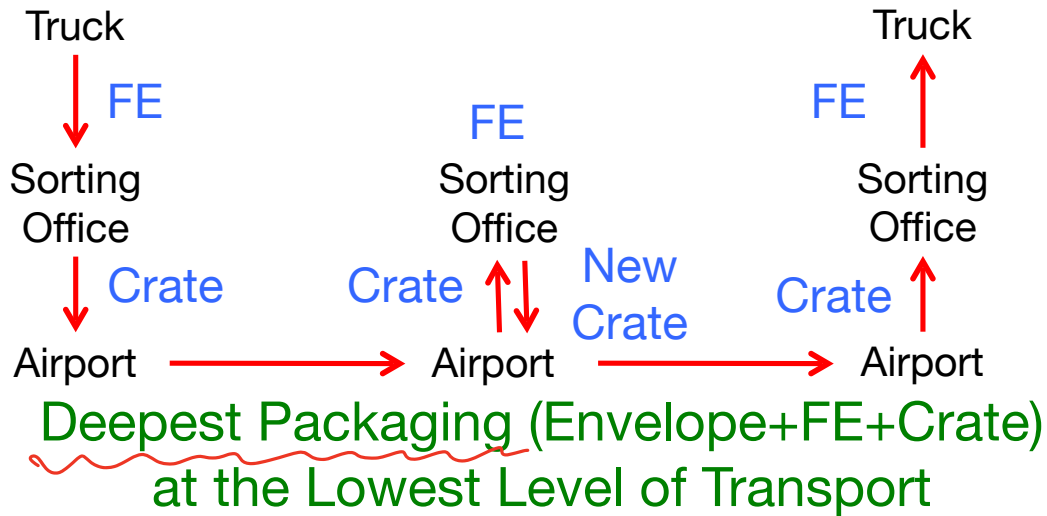 Truck
Truck
FE
FE
FE
Sorting
Office
Sorting
Office
Sorting
Office
Crate
Crate
New
Crate
Crate
Airport
Airport
Airport
Deepest Packaging (Envelope+FE+Crate)
at the Lowest Level of Transport